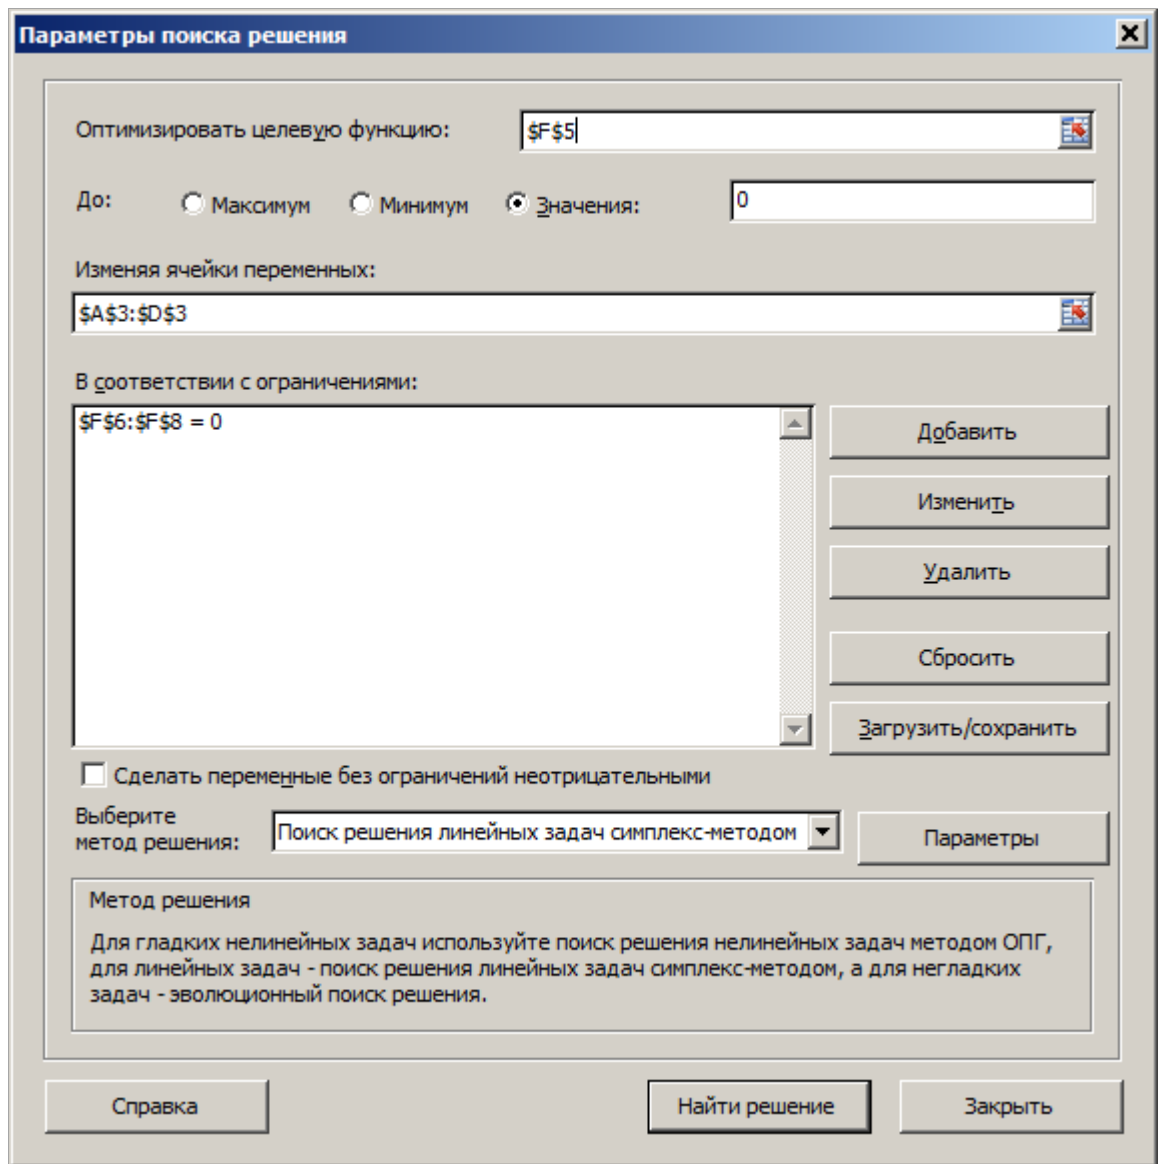 Параметры поиска решения
Оптимизировать целевую функцию: $F$5
До: Максимум Минимум Значения: 0
Изменяя ячейки переменных:
$A$3:$D$3
В соответствии с ограничениями:
$F$6:$F$8 = 0
Добавить
Изменить
Удалить
Сбросить
Загрузить/сохранить
Сделать переменные без ограничений неотрицательными
Выберите
метод решения:
Поиск решения линейных задач симплекс-методом
Параметры
Метод решения
Для гладких нелинейных задач используйте поиск решения нелинейных задач методом ОПГ,
для линейных задач - поиск решения линейных задач симплекс-методом, а для негладких
задач - эволюционный поиск решения.
Справка
Найти решение
Закрыть